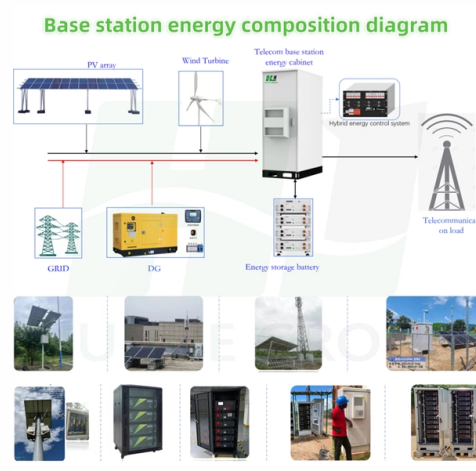 Base station energy composition diagram
PV array
Wind Turbine
Telecom base station
energy cabinet
Hybrid energy control system
Telecommunica
on load
GRID
DG
Energy storage battery